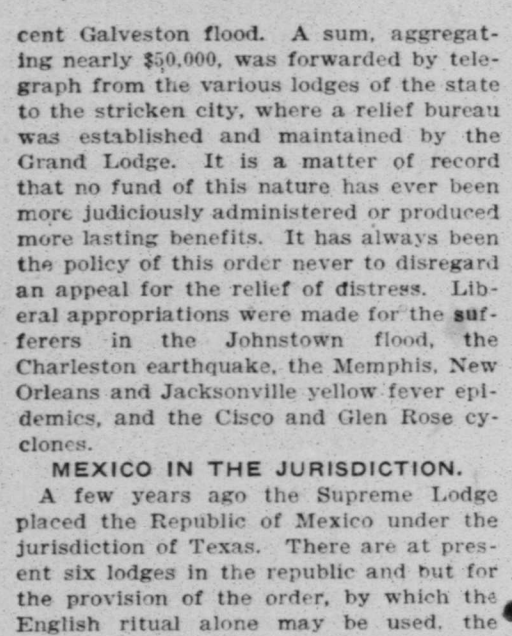 cent Galveston flood. A sum, aggregat-
ing nearly $50,000, was forwarded by tele-
graph from the various lodges of the state
to the stricken city, where a relief bureau
was established and maintained by the
Grand Lodge. It is a matter of record
that no fund of this nature has ever been
more judiciously administered or produced
more lasting benefits. It has always been
the policy of this order never to disregard
an appeal for the relief of distress. Lib-
eral appropriations were made for the suf-
ferers in the Johnstown flood, the
Charleston earthquake, the Memphis, New
Orleans and Jacksonville yellow fever epi-
demics, and the Cisco and Glen Rose cy-
clones.
MEXICO IN THE JURISDICTION.
A few years ago the Supreme Lodge
placed the Republic of Mexico under the
jurisdiction of Texas. There are at pres-
ent six lodges in the republic and but for
the provision of the order, by which the
English ritual alone may be used, the